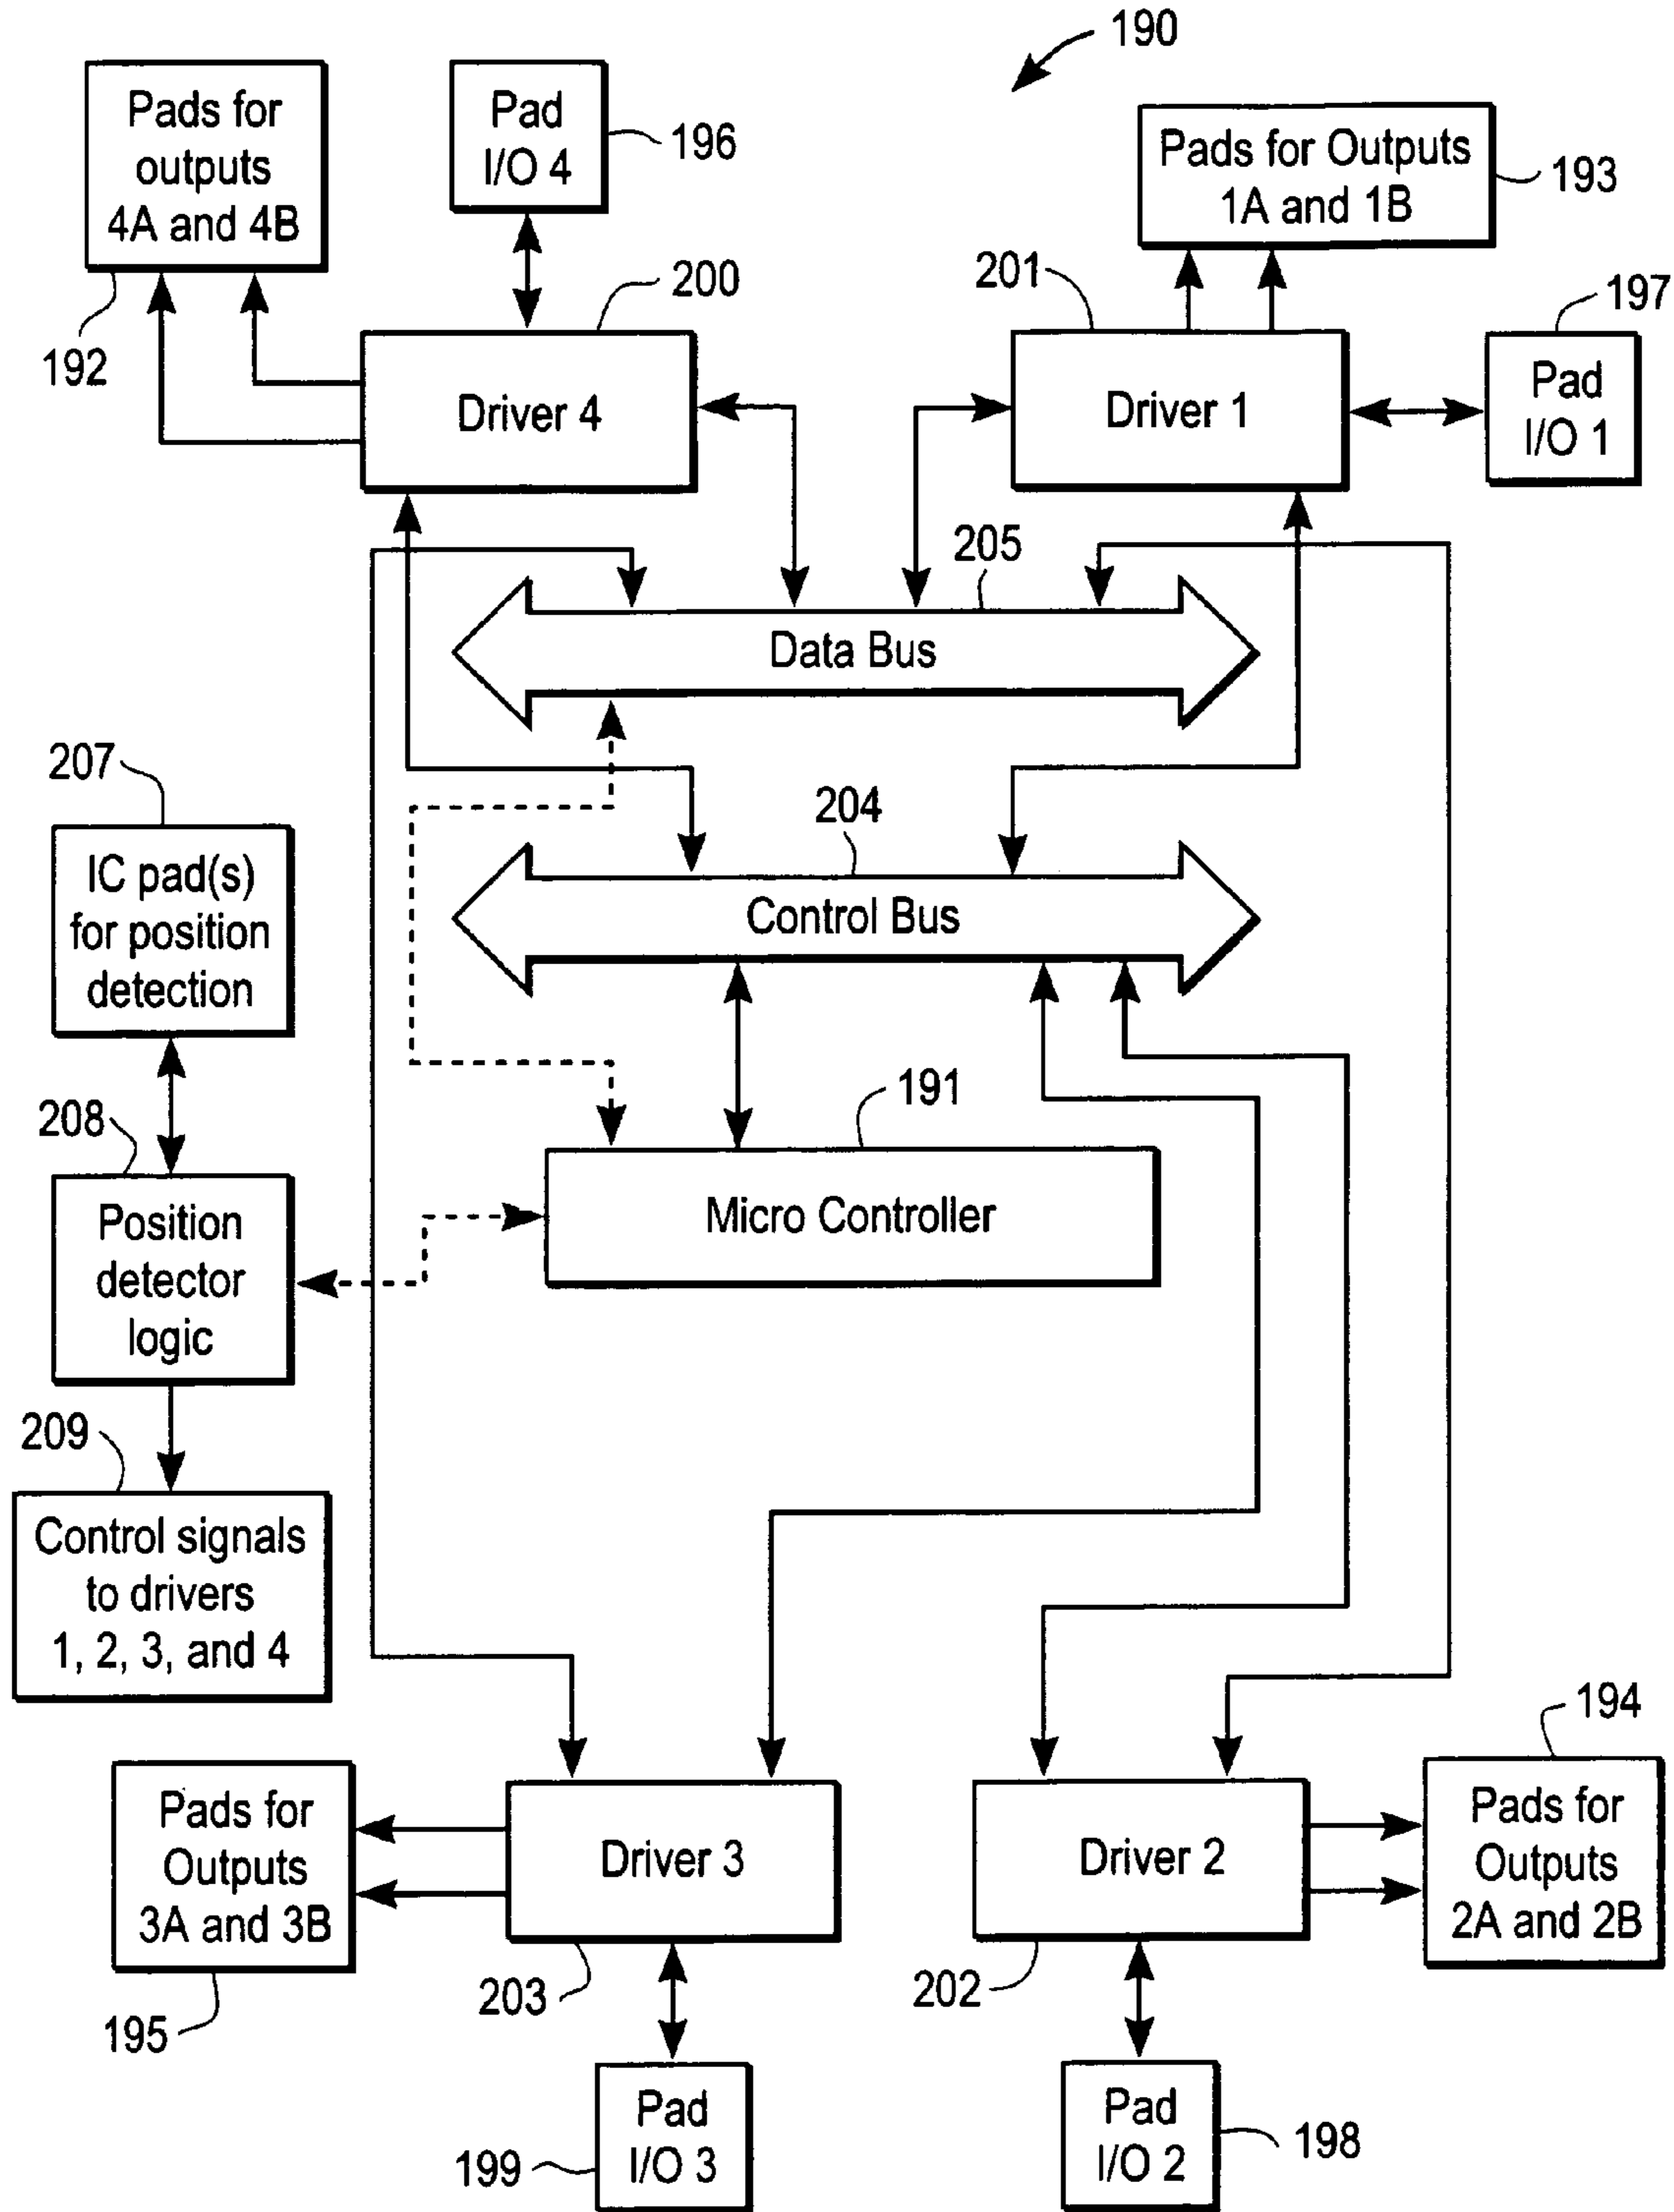 190
Pads for
outputs
4A and 4B
192
Pad
I/O 4
196
Pads for Outputs
1A and 1B
193
200
Driver 4
201
Driver 1
197
Pad
I/O 1
205
Data Bus
207
IC pad(s)
for position
detection
204
Control Bus
208
Position
detector
logic
191
Micro Controller
209
Control signals
to drivers
1, 2, 3, and 4
194
Pads for
Outputs
3A and 3B
195
Driver 3
203
Driver 2
202
Pads for
Outputs
2A and 2B
Pad
I/O 3
199
Pad
I/O 2
198